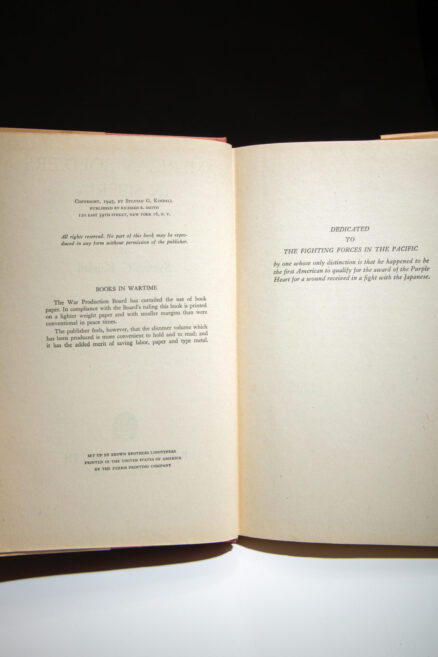 COPYRIGHT, 1945, BY SYLVAN G. KINDALL
PUBLISHED BY RICHARD R. SMITH
120 EAST 39TH STREET, NEW YORK 16, N. Y.
All rights reserved. No part of this book may be repro-
duced in any form without permission of the publisher.
BOOKS IN WARTIME
The War Production Board has curtailed the use of book
paper. In compliance with the Board's ruling this book is printed
on a lighter weight paper and with smaller margins than were
conventional in peace times.
The publisher feels, however, that the slimmer volume which
has been produced is more convenient to hold and to read; and
it has the added merit of saving labor, paper and type metal.
SET UP BY BROWN BROTHERS LINOTYPERS
PRINTED IN THE UNITED STATES OF AMERICA
BY THE FERRIS PRINTING COMPANY
DEDICATED
TO
THE FIGHTING FORCES IN THE PACIFIC
by one whose only distinction is that he happened to be
the first American to qualify for the award of the Purple
Heart for a wound received in a fight with the Japanese.